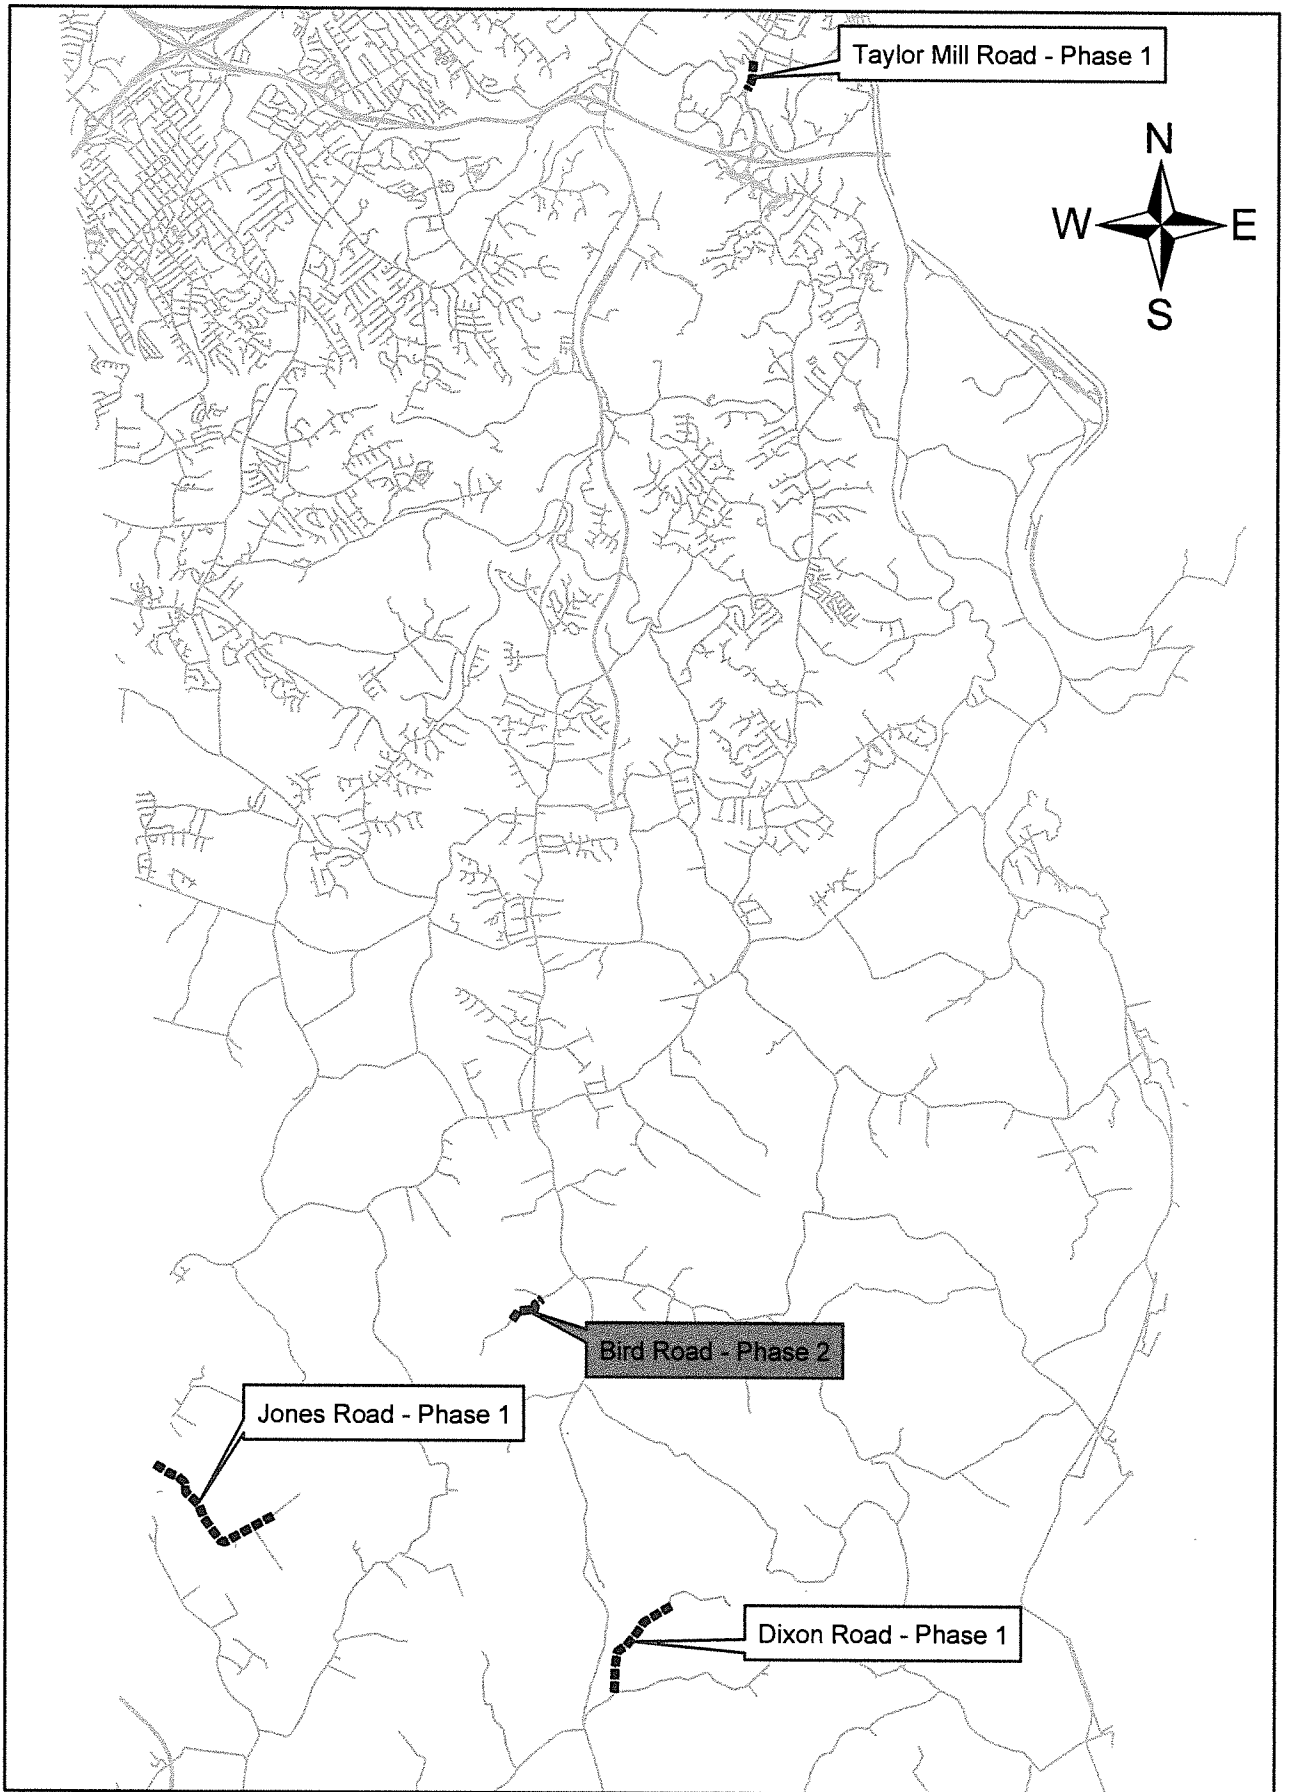 Taylor Mill Road - Phase 1
N
W E
S
Bird Road - Phase 2
Jones Road - Phase 1
Dixon Road - Phase 1